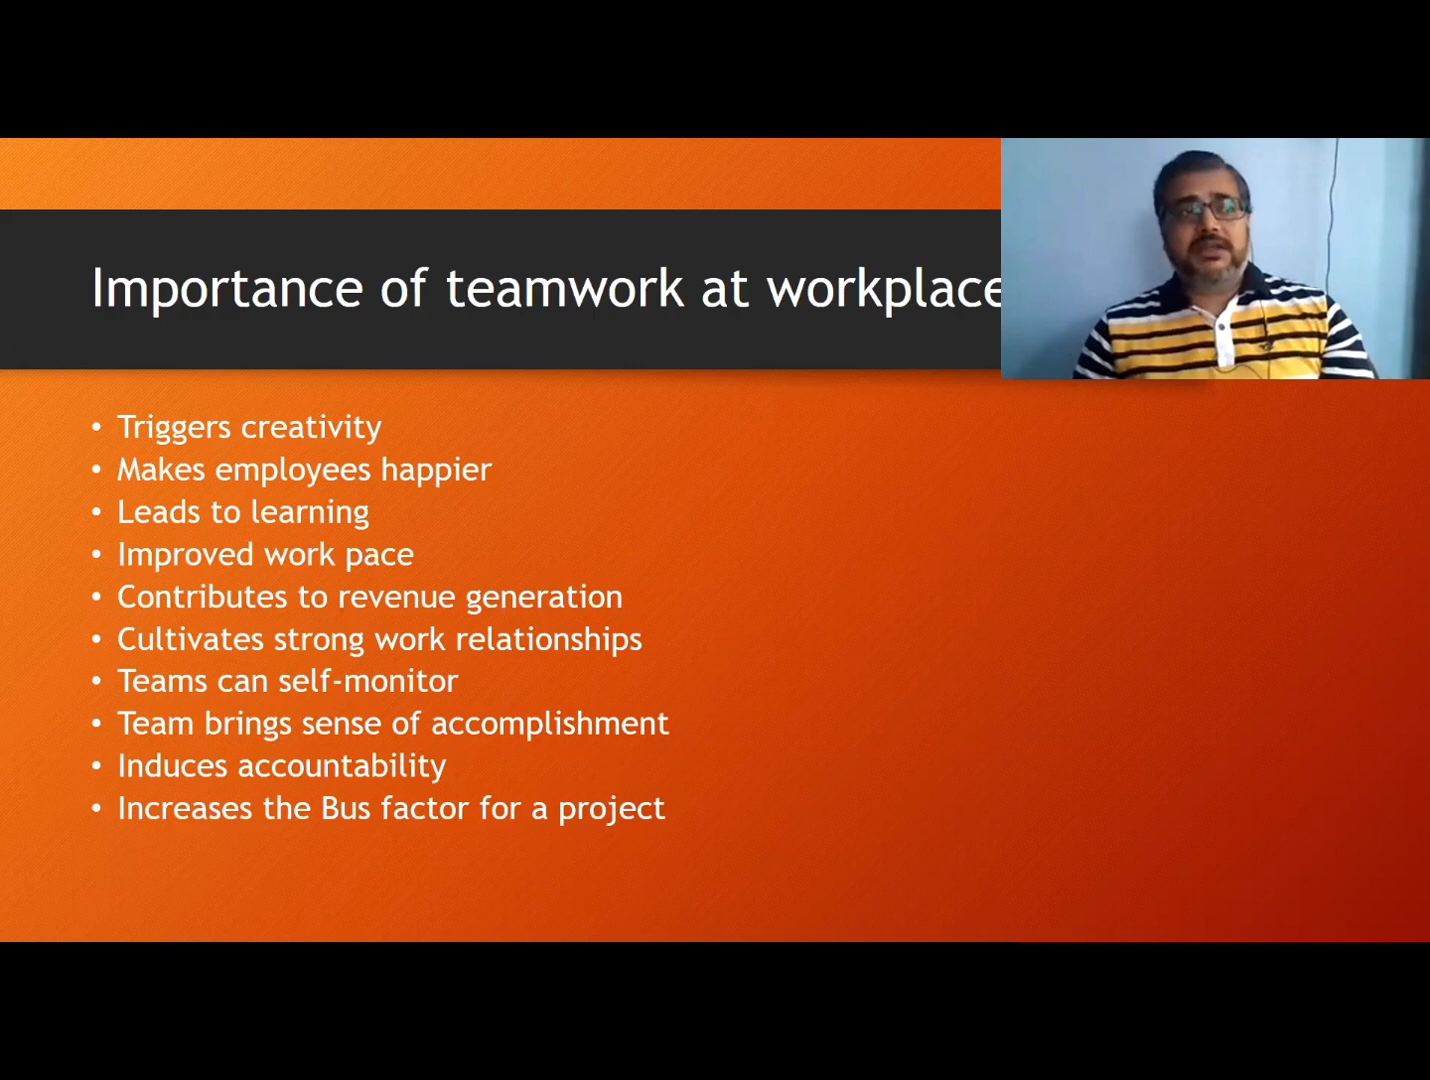 Importance of teamwork at workplace
• Triggers creativity
• Makes employees happier
• Leads to learning
• Improved work pace
• Contributes to revenue generation
• Cultivates strong work relationships
• Teams can self-monitor
• Team brings sense of accomplishment
• Induces accountability
• Increases the Bus factor for a project